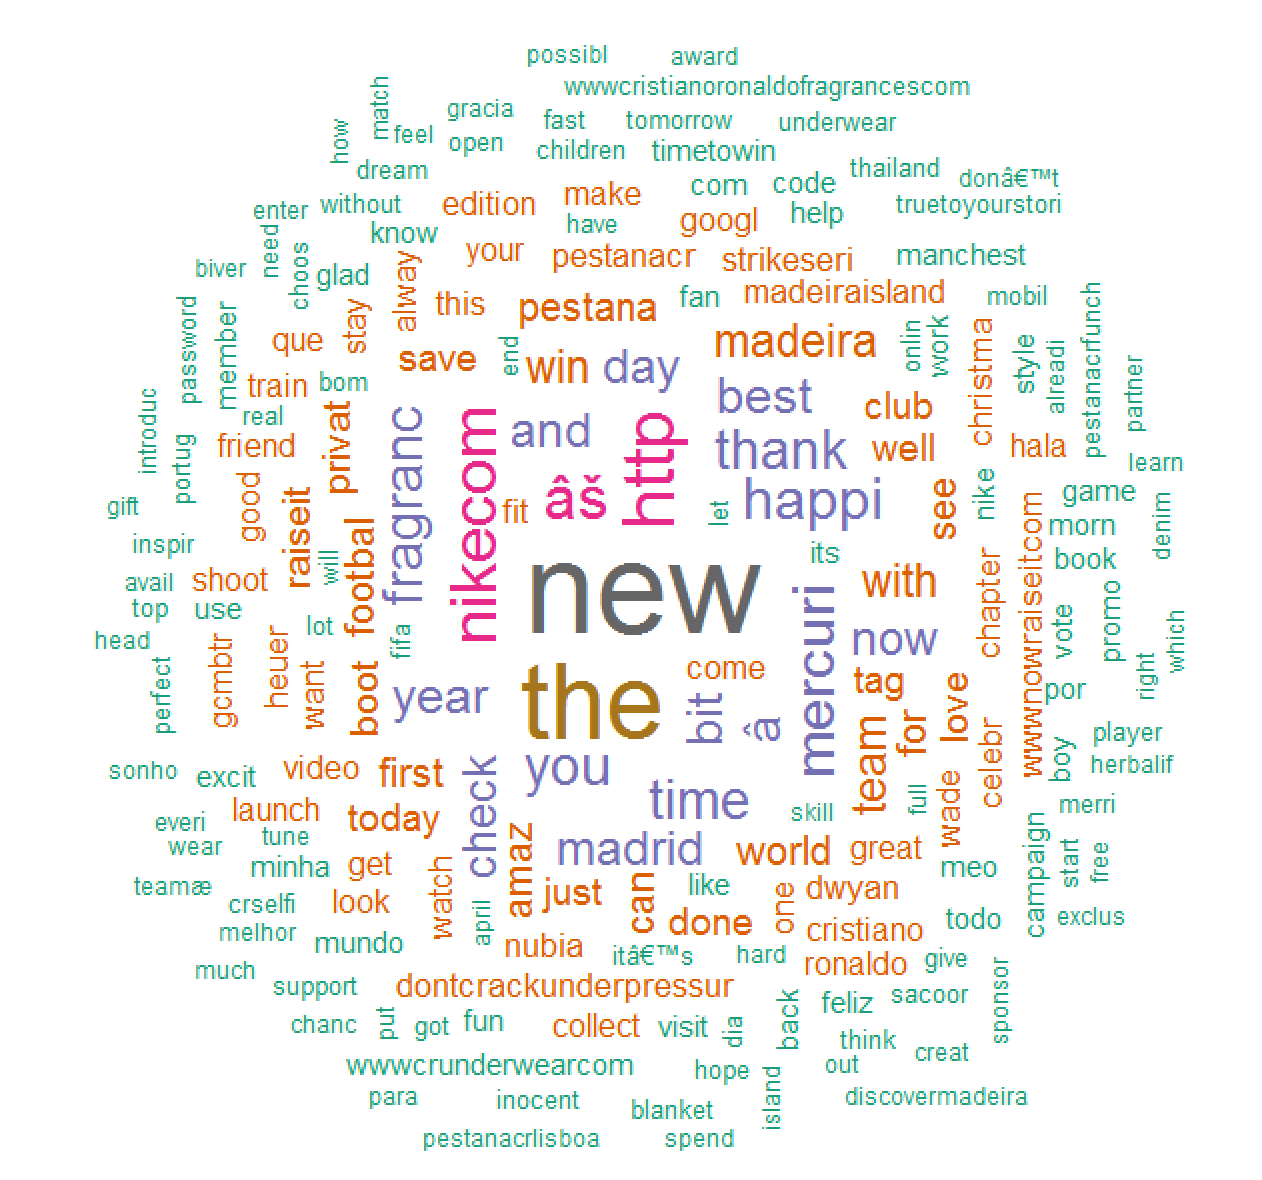 possibl
award
wwwcristianoronaldofragrancescom
match
gracia
fast
tomorrow
underwear
how
feel
open
children
timetowin
dream
thailand
donâ€™t
com
code
enter
without
edition
make
have
googl
help
truetoyourstori
know
need
biver
choos
glad
alway
your
pestanacr
strikeseri
manchest
password
member
stay
this
pestana
fan
madeiraisland
mobil
pestanacrfunch
que
save
end
win
day
madeira
onlin
work
christma
style
alreadi
partner
train
bom
introduc
real
privat
fragranc
nikecom
and
http
best
club
portug
friend
thank
well
hala
learn
gift
good
raiseit
footbal
fit
âš
let
happi
see
nike
wwwnowraiseitcom
game
morn
denim
inspir
will
new
its
book
avail
shoot
mercuri
with
chapter
top
use
lot
fifa
now
vote
promo
which
head
perfect
gcmbtr
heuer
want
boot
year
the
come
bit
â
tag
love
por
right
team
for
celebr
boy
player
sonho
excit
video
first
check
you
herbalif
launch
today
time
skill
full
wade
merri
everi
tune
wear
minha
get
watch
amaz
madrid
world
great
meo
campaign
start
free
teamæ
crselfi
look
april
just
can
like
one
dwyan
done
cristiano
todo
exclus
melhor
mundo
nubia
itâ€™s
hard
ronaldo
give
much
support
dontcrackunderpressur
back
feliz
sacoor
sponsor
chanc
put
got
fun
collect
visit
dia
think
creat
wwwcrunderwearcom
hope
island
out
para
inocent
blanket
discovermadeira
pestanacrlisboa
spend